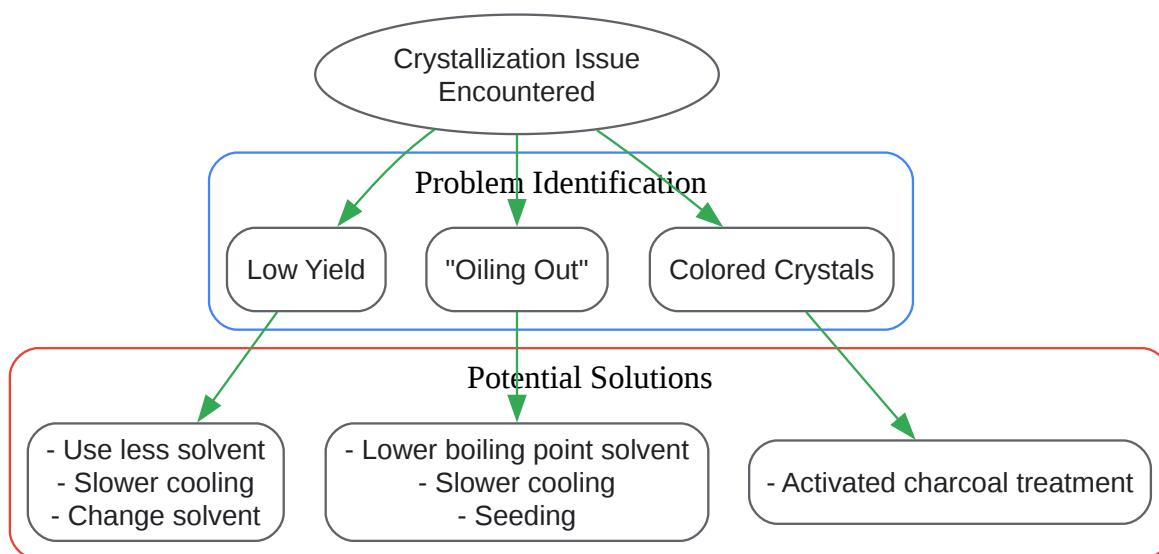 Crystallization Issue
Encountered
Problem Identification
Low Yield
"Oiling Out"
Colored Crystals
Potential Solutions
- Use less solvent
- Slower cooling
- Change solvent
- Lower boiling point solvent
- Slower cooling
- Seeding
- Activated charcoal treatment